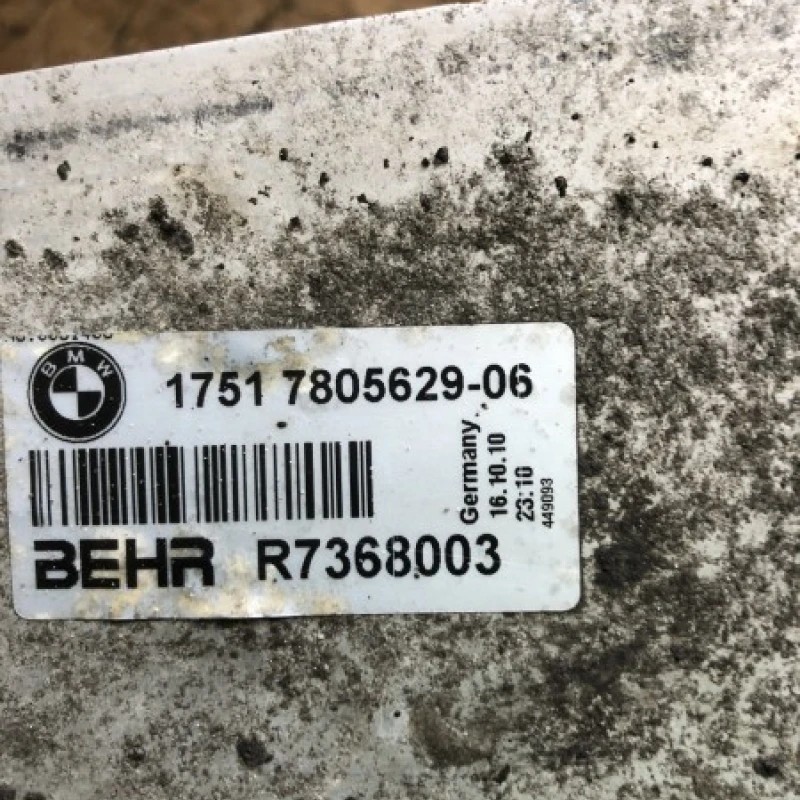 BMW
1751 7805629-06
Germany
16.10.10
23:10
449093
BEHR R7368003